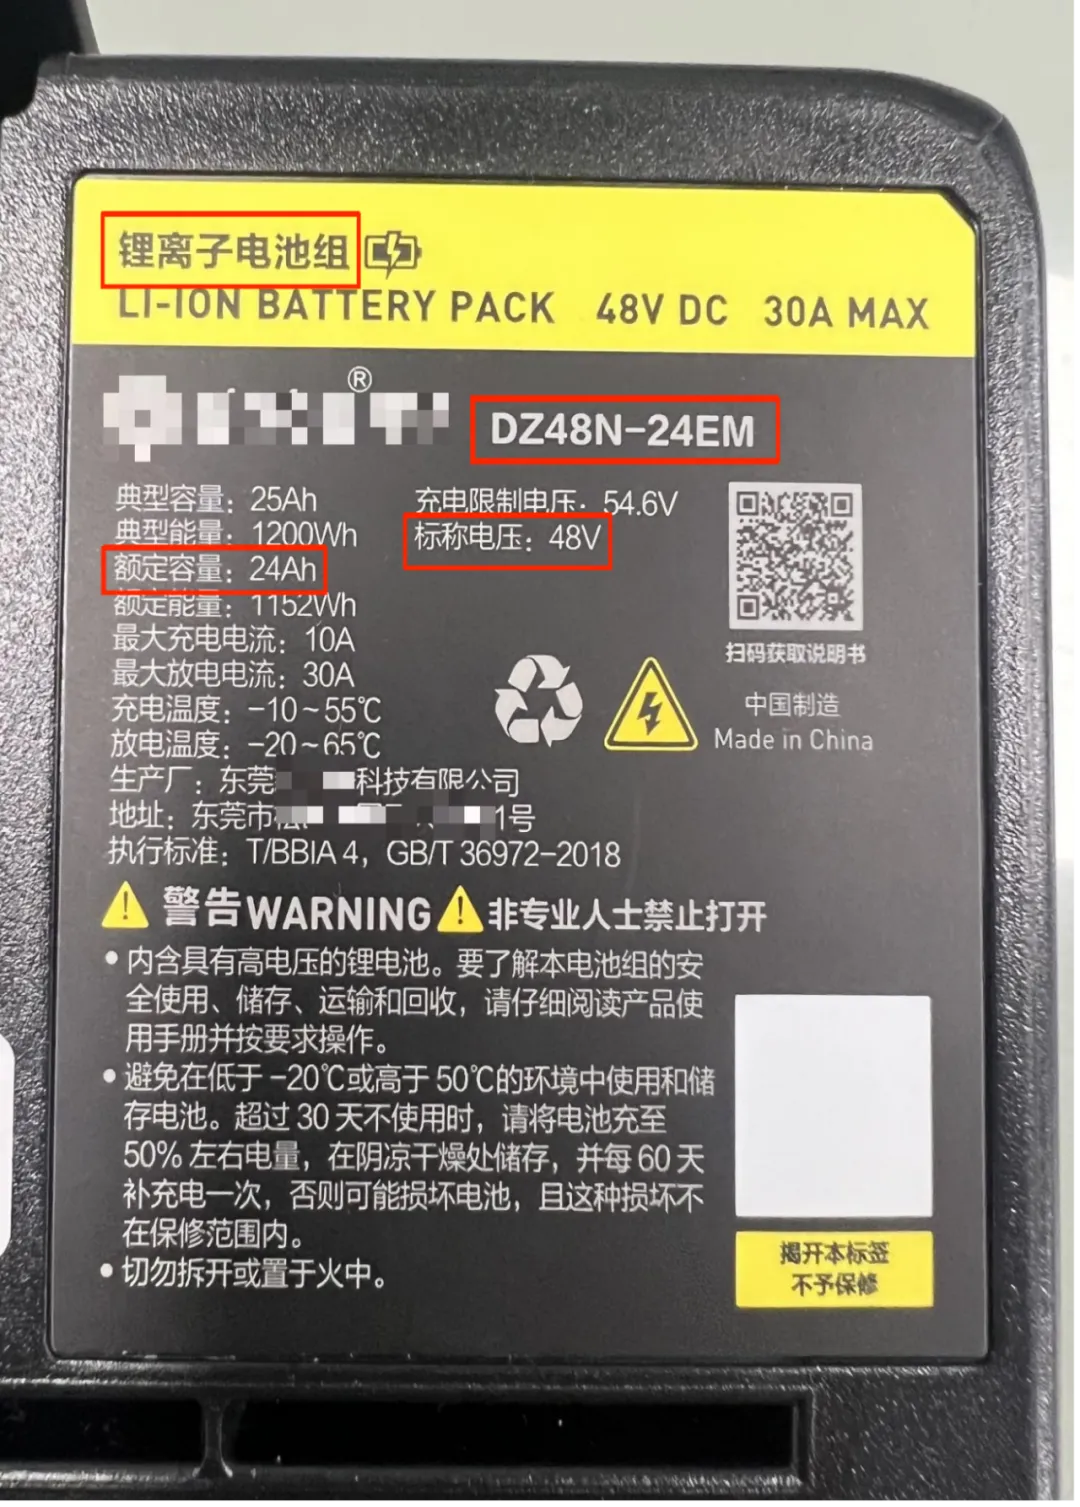 锂离子电池组
LI-ION BATTERY PACK 48V DC 30A MAX
®
DZ48N-24EM
典型容量：25Ah 充电限制电压：54.6V
典型能量：1200Wh 标称电压：48V
额定容量：24Ah
额定能量：1152Wh
最大充电电流：10A
最大放电电流：30A
充电温度：-10～55℃
放电温度：-20～65℃
扫码获取说明书
中国制造
Made in China
生产厂：东莞 科技有限公司
地址：东莞市 1号
执行标准：T/BBIA 4，GB/T 36972-2018
警告WARNING 非专业人士禁止打开
• 内含具有高电压的锂电池。要了解本电池组的安
全使用、储存、运输和回收，请仔细阅读产品使
用手册并按要求操作。
• 避免在低于 -20℃或高于 50℃的环境中使用和储
存电池。超过 30 天不使用时，请将电池充至
50% 左右电量，在阴凉干燥处储存，并每 60 天
补充电一次，否则可能损坏电池，且这种损坏不
在保修范围内。
• 切勿拆开或置于火中。
揭开本标签
不予保修